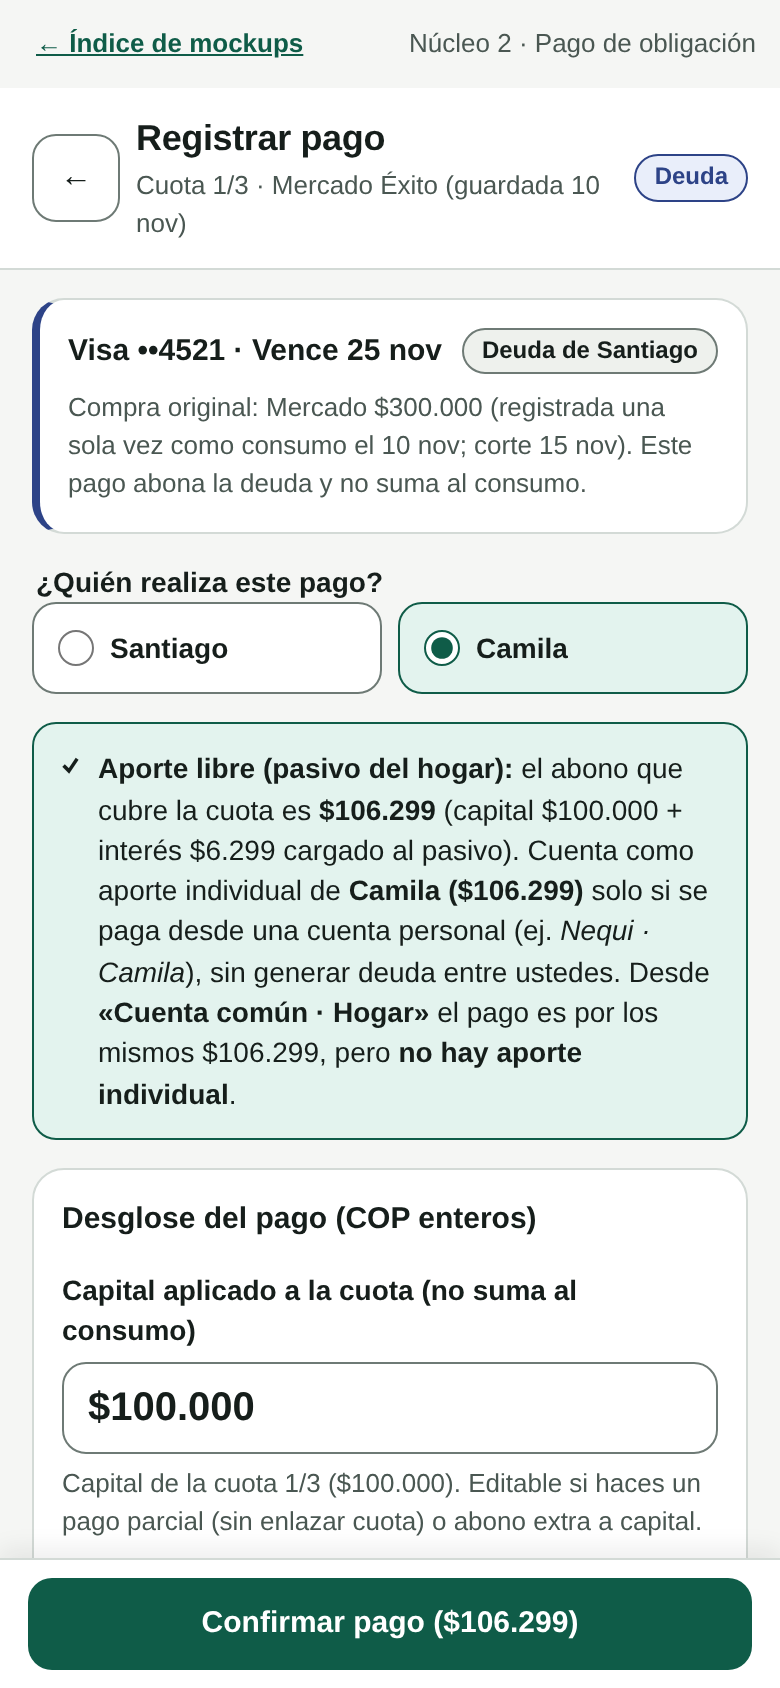 ← Índice de mockups
Núcleo 2 · Pago de obligación
←
Registrar pago
Cuota 1/3 · Mercado Éxito (guardada 10
nov)
Deuda
Visa ••4521 · Vence 25 nov
Deuda de Santiago
Compra original: Mercado $300.000 (registrada una
sola vez como consumo el 10 nov; corte 15 nov). Este
pago abona la deuda y no suma al consumo.
¿Quién realiza este pago?
Santiago
Camila
Aporte libre (pasivo del hogar): el abono que
cubre la cuota es $106.299 (capital $100.000 +
interés $6.299 cargado al pasivo). Cuenta como
aporte individual de Camila ($106.299) solo si se
paga desde una cuenta personal (ej. Nequi ·
Camila), sin generar deuda entre ustedes. Desde
«Cuenta común · Hogar» el pago es por los
mismos $106.299, pero no hay aporte
individual.
Desglose del pago (COP enteros)
Capital aplicado a la cuota (no suma al
consumo)
$100.000
Capital de la cuota 1/3 ($100.000). Editable si haces un
pago parcial (sin enlazar cuota) o abono extra a capital.
Confirmar pago ($106.299)